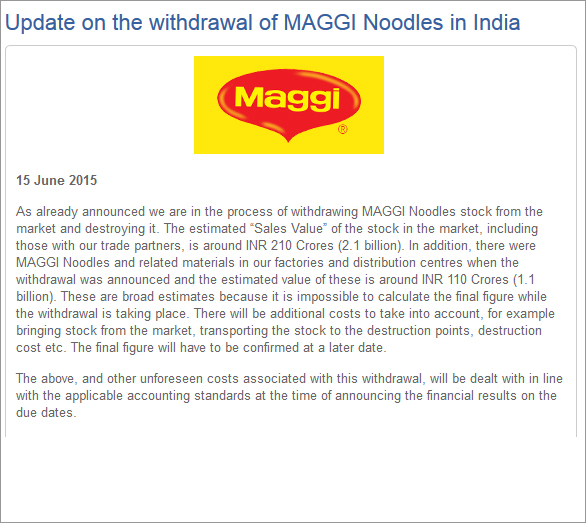 Update on the withdrawal of MAGGI Noodles in India
Maggi
®
15 June 2015
As already announced we are in the process of withdrawing MAGGI Noodles stock from the
market and destroying it. The estimated “Sales Value” of the stock in the market, including
those with our trade partners, is around INR 210 Crores (2.1 billion). In addition, there were
MAGGI Noodles and related materials in our factories and distribution centres when the
withdrawal was announced and the estimated value of these is around INR 110 Crores (1.1
billion). These are broad estimates because it is impossible to calculate the final figure while
the withdrawal is taking place. There will be additional costs to take into account, for example
bringing stock from the market, transporting the stock to the destruction points, destruction
cost etc. The final figure will have to be confirmed at a later date.
The above, and other unforeseen costs associated with this withdrawal, will be dealt with in line
with the applicable accounting standards at the time of announcing the financial results on the
due dates.